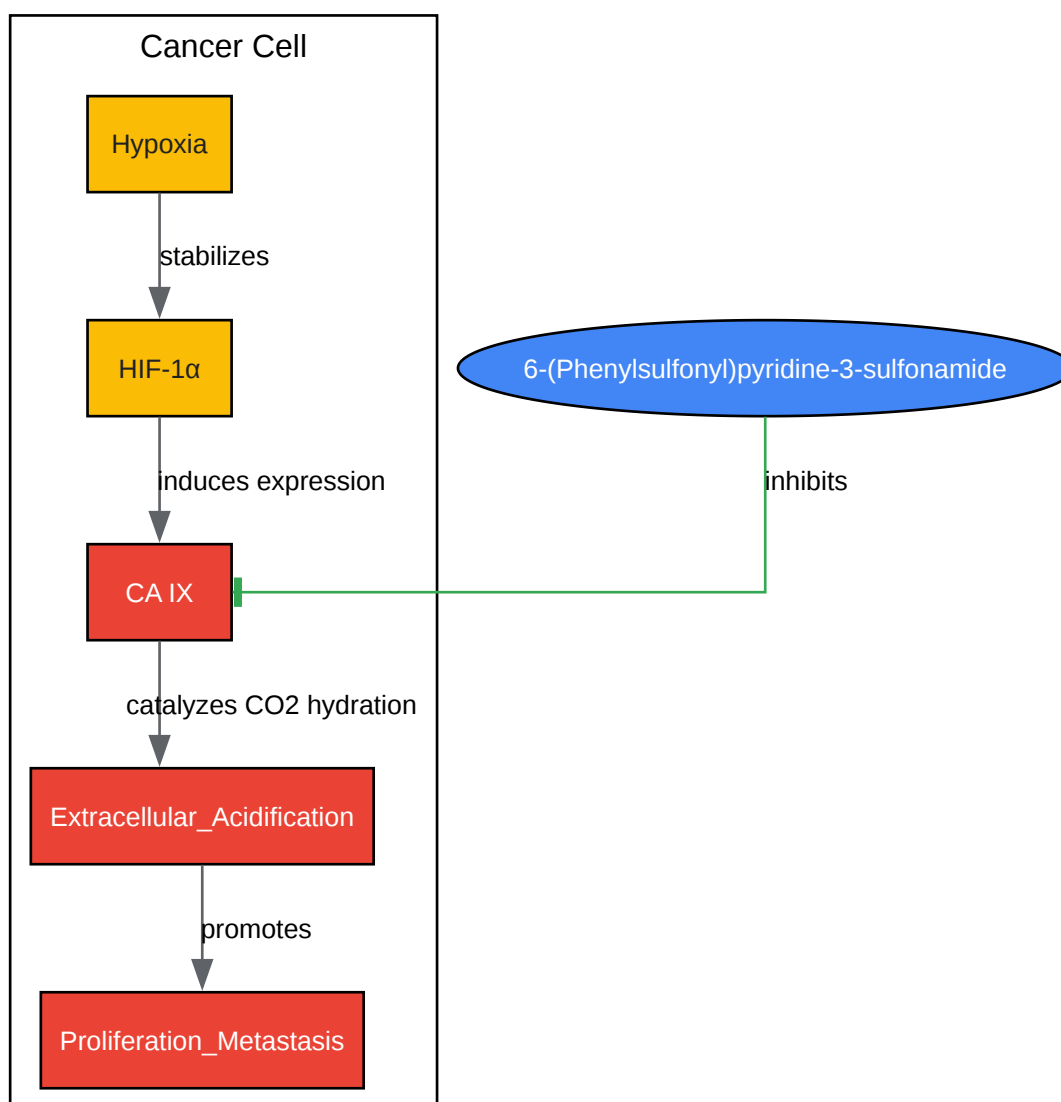 Cancer Cell
Hypoxia
stabilizes
HIF-1α
6-(Phenylsulfonyl)pyridine-3-sulfonamide
induces expression
inhibits
CA IX
catalyzes CO2 hydration
Extracellular_Acidification
promotes
Proliferation_Metastasis